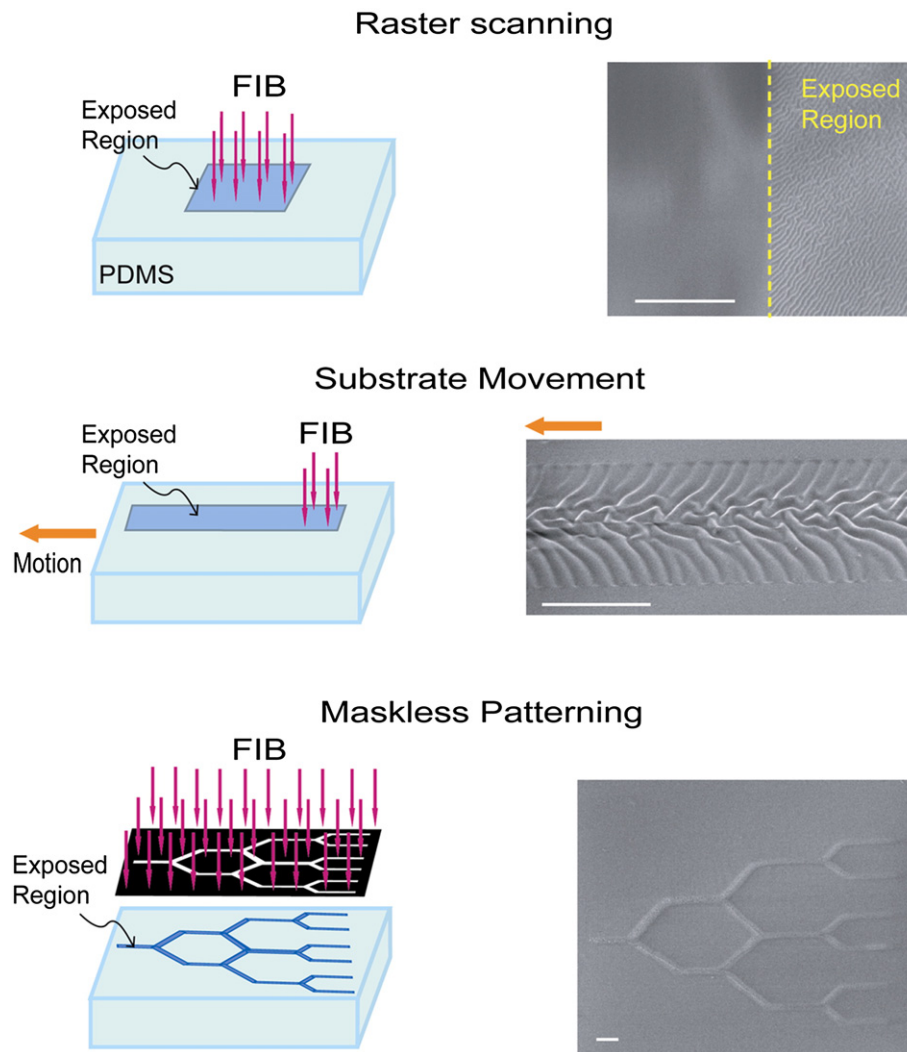 Raster scanning
FIB
Exposed
Region
PDMS
Exposed
Region
Substrate Movement
FIB
Exposed
Region
Motion
Maskless Patterning
FIB
Exposed
Region